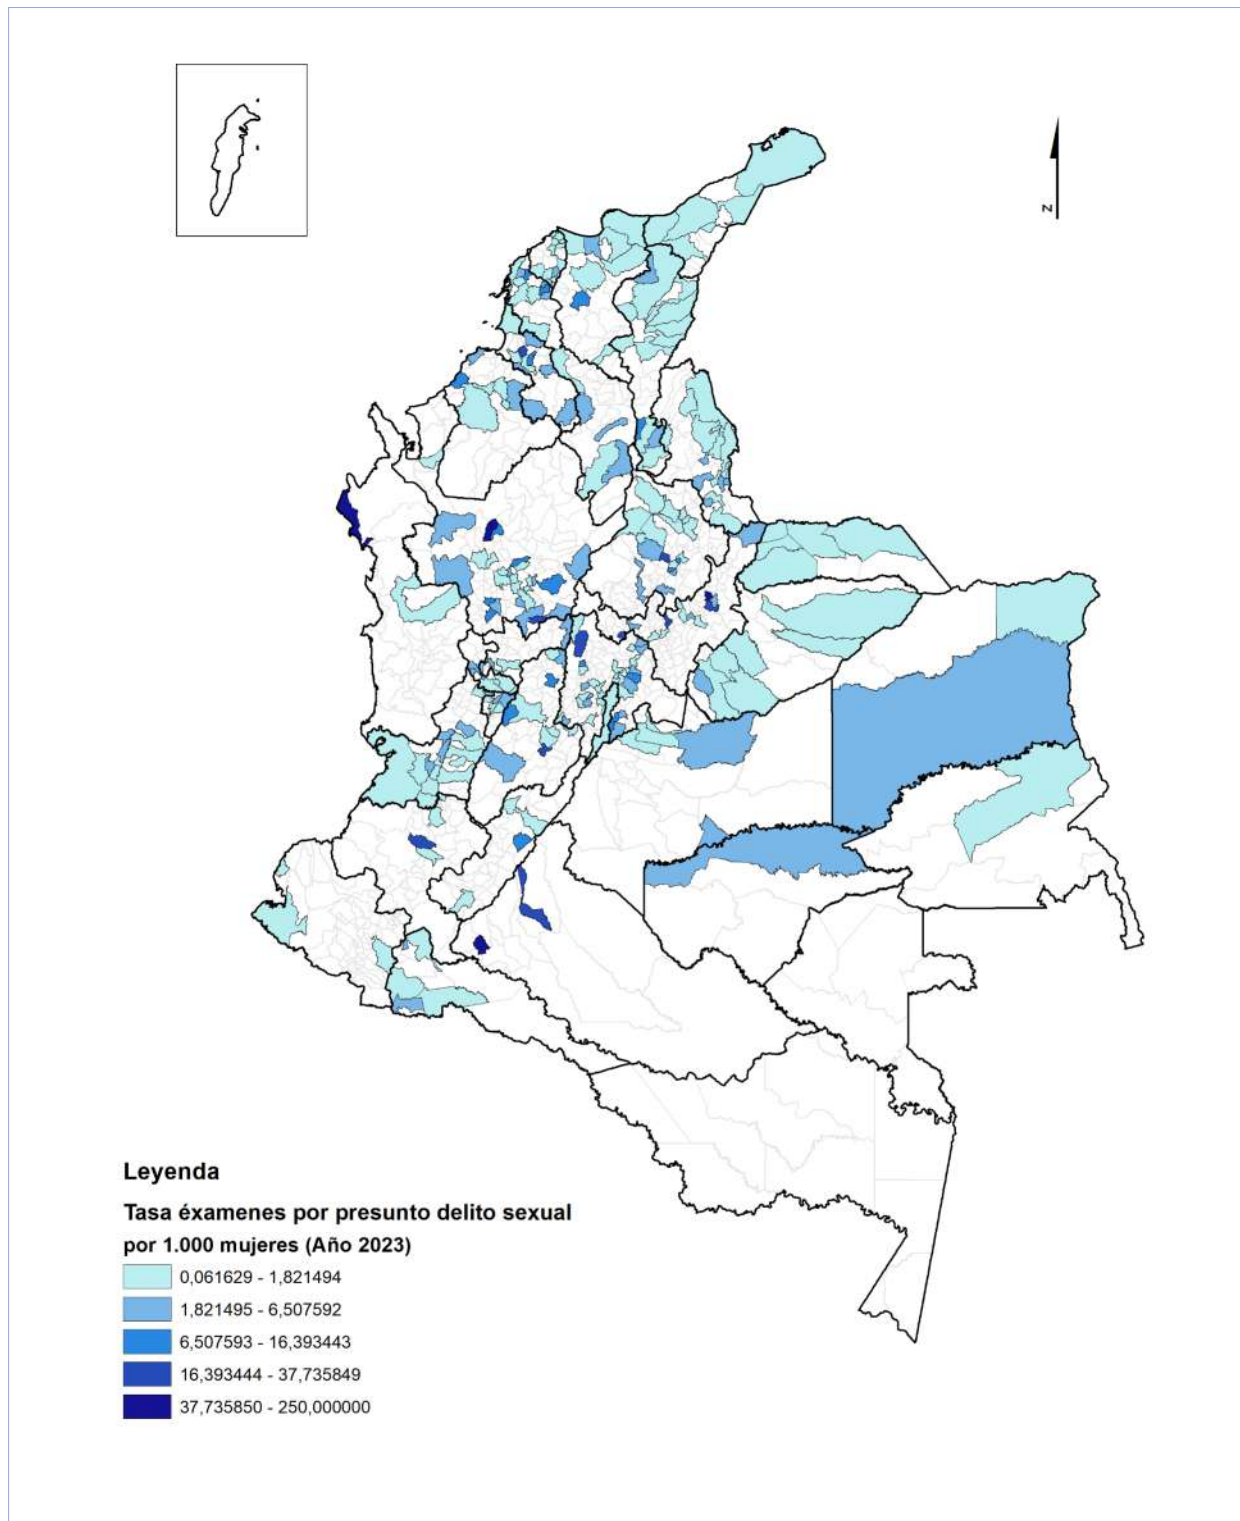 N
Leyenda
Tasa éxamenes por presunto delito sexual
por 1.000 mujeres (Año 2023)
0,061629 - 1,821494
1,821495 - 6,507592
6,507593 - 16,393443
16,393444 - 37,735849
37,735850 - 250,000000